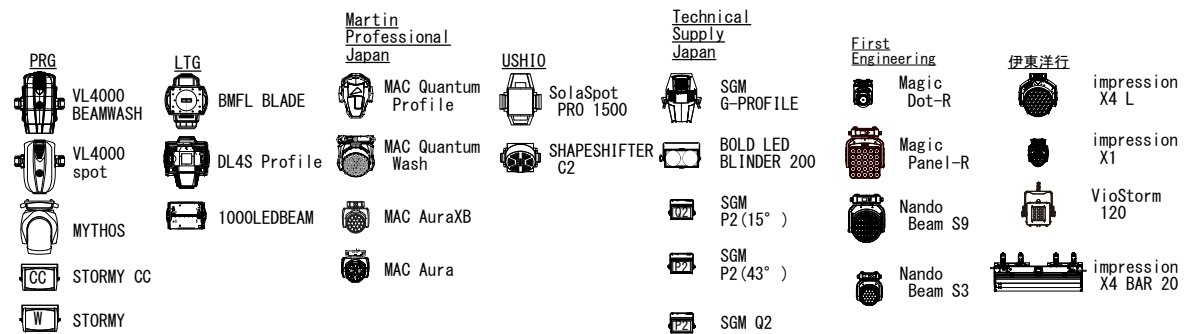 PRG
VL4000
BEAMWASH
VL4000
spot
MYTHOS
CC
STORMY CC
W
STORMY
LTG
BMFL BLADE
DL4S Profile
1000LEDBEAM
Martin
Professional
Japan
MAC Quantum
Profile
MAC Quantum
Wash
MAC AuraXB
MAC Aura
USHIO
SolaSpot
PRO 1500
SHAPESHIFTER
C2
Technical
Supply
Japan
SGM
G-PROFILE
BOLD LED
BLINDER 200
Q2
SGM
P2(15°)
P2
SGM
P2(43°)
P2
SGM Q2
First
Engineering
Magic
Dot-R
Magic
Panel-R
Nando
Beam S9
Nando
Beam S3
伊東洋行
impression
X4 L
impression
X1
VioStorm
120
impression
X4 BAR 20